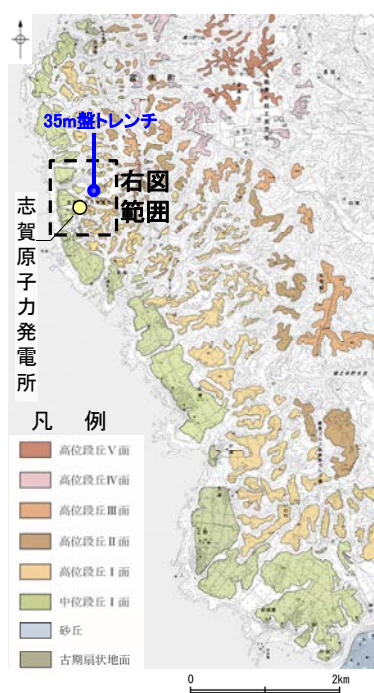 35m盤トレンチ
右図
範囲
志賀原子力発電所
凡 例
高位段丘Ⅴ面
高位段丘Ⅳ面
高位段丘Ⅲ面
高位段丘Ⅱ面
高位段丘Ⅰ面
中位段丘Ⅰ面
砂丘
古期扇状地面
0 2km